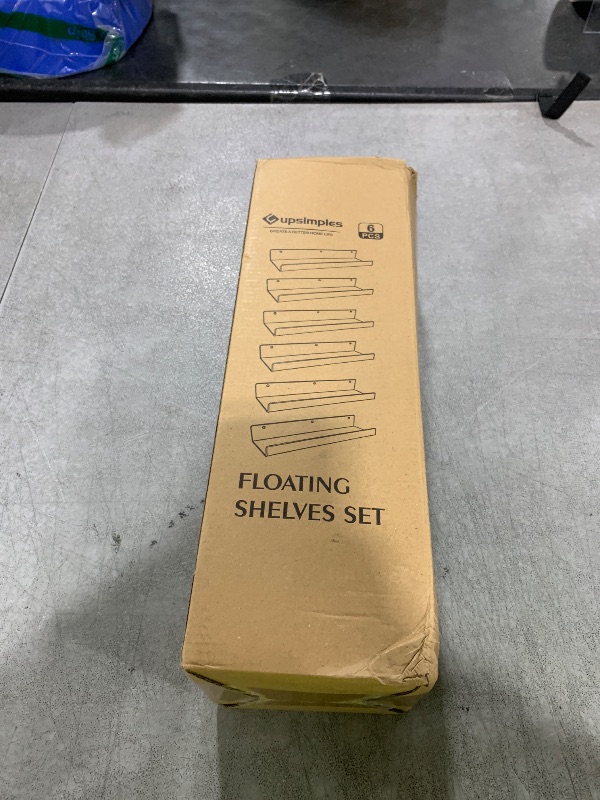 upsimples
CREATE A BETTER HOME LIFE
6
PCS
FLOATING
SHELVES SET